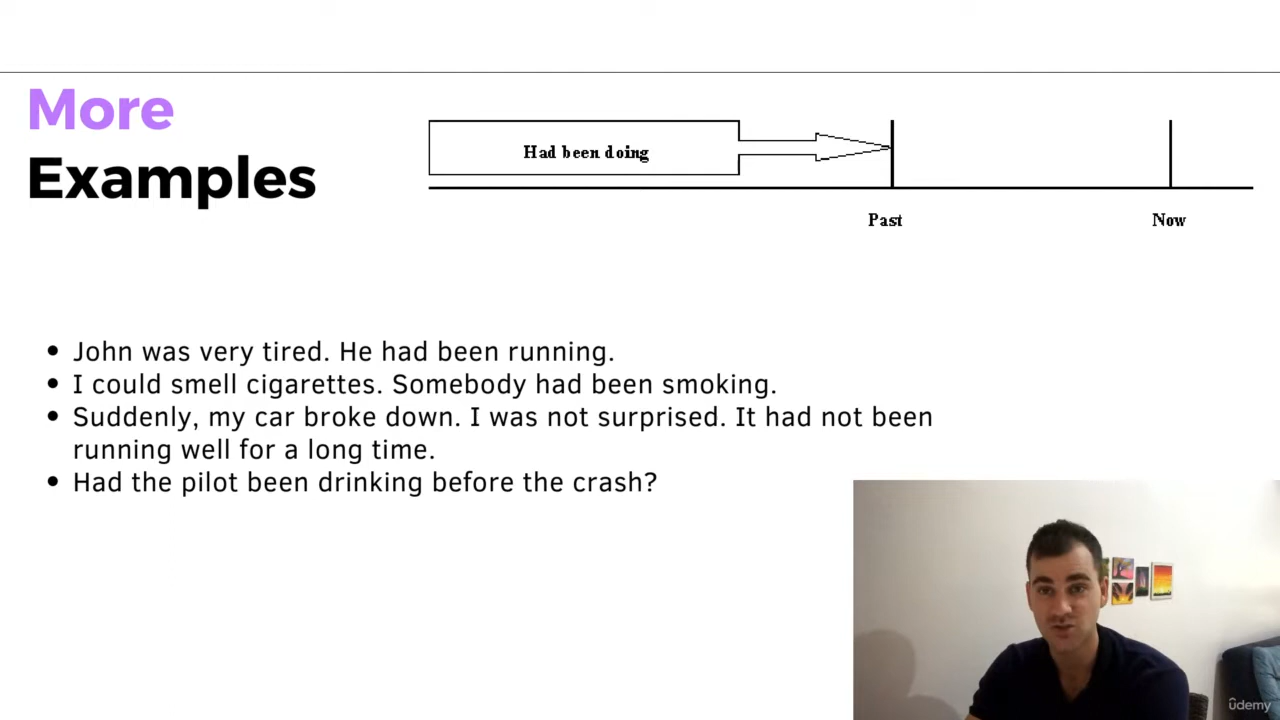 More
Examples
Had been doing
Past
Now
• John was very tired. He had been running.
• I could smell cigarettes. Somebody had been smoking.
• Suddenly, my car broke down. I was not surprised. It had not been
running well for a long time.
• Had the pilot been drinking before the crash?
ûdemy